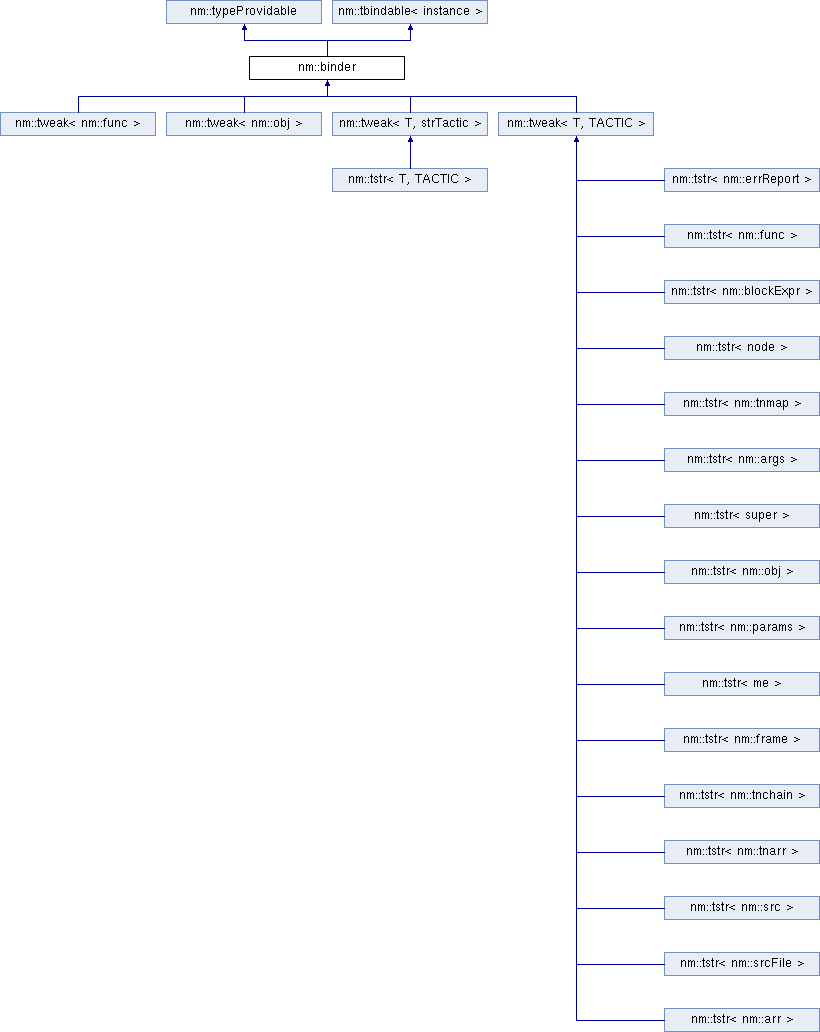 nm::typeProvidable
nm::tbindable< instance >
nm::binder
nm::tweak< nm::func >
nm::tweak< nm::obj >
nm::tweak< T, strTactic >
nm::tweak< T, TACTIC >
nm::tstr< T, TACTIC >
nm::tstr< nm::errReport >
nm::tstr< nm::func >
nm::tstr< nm::blockExpr >
nm::tstr< node >
nm::tstr< nm::tnmap >
nm::tstr< nm::args >
nm::tstr< super >
nm::tstr< nm::obj >
nm::tstr< nm::params >
nm::tstr< me >
nm::tstr< nm::frame >
nm::tstr< nm::tnchain >
nm::tstr< nm::tnarr >
nm::tstr< nm::src >
nm::tstr< nm::srcFile >
nm::tstr< nm::arr >